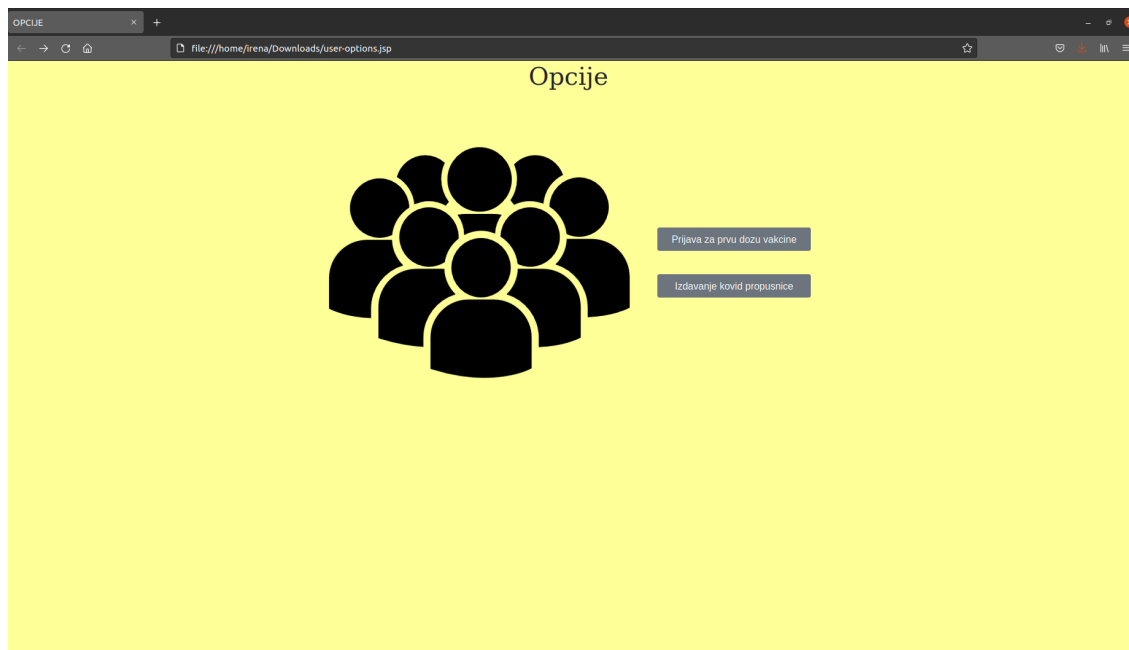 OPCIJE
file:///home/irena/Downloads/user-options.jsp
Opcije
Prijava za prvu dozu vakcine
Izdavanje kovid propusnice